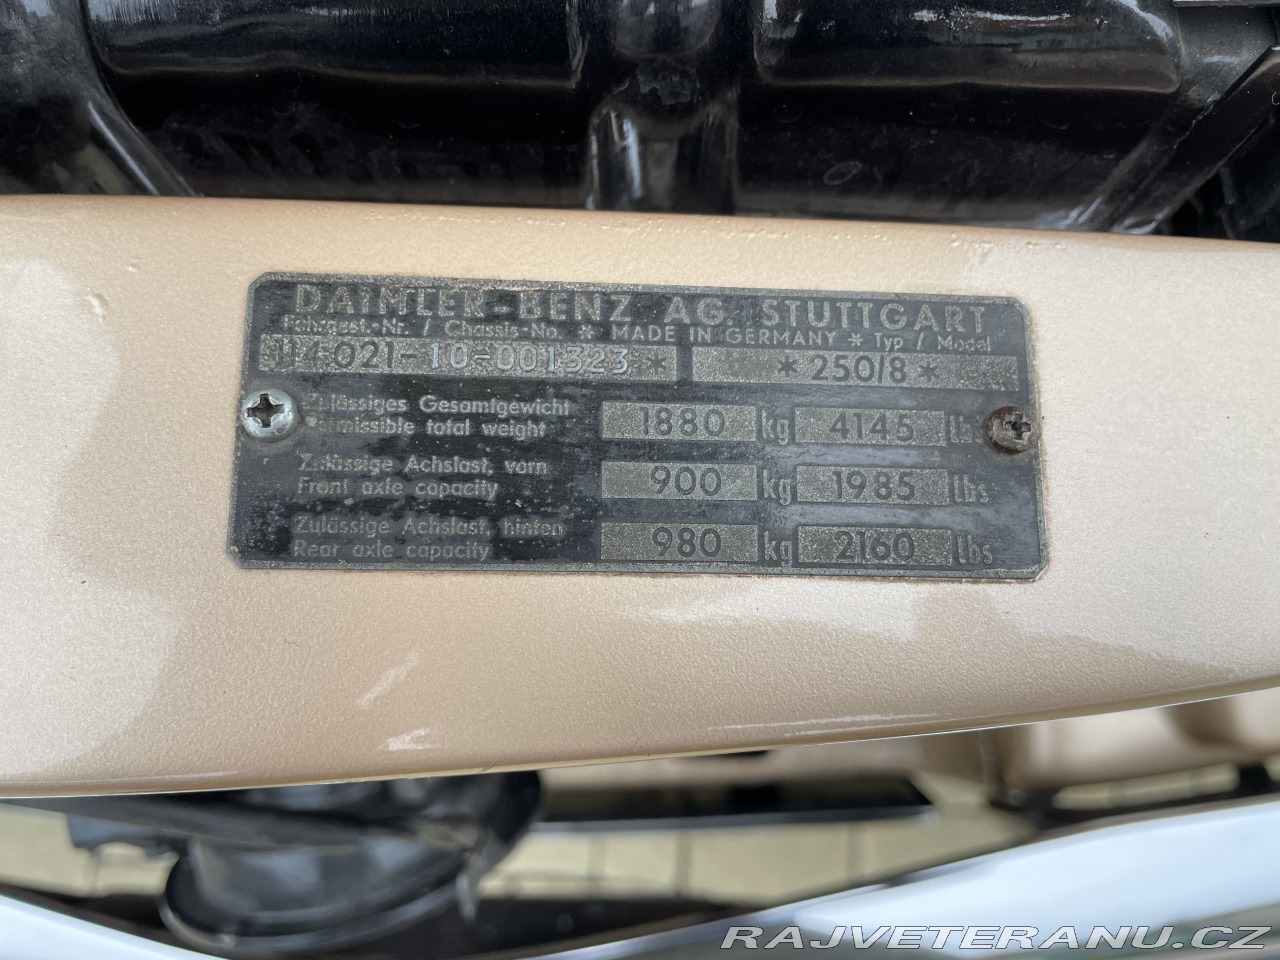 DAIMLER-BENZ AG. STUTTGART
Fahrgest.-Nr. / Chassis-No. * MADE IN GERMANY * Typ / Model
114.021-10-001323 * * 250/8 *
Zulässiges Gesamtgewicht
Permissible total weight
1880 kg 4145 lbs
Zulässige Achslast, vorn
Front axle capacity
900 kg 1985 lbs
Zulässige Achslast, hinten
Rear axle capacity
980 kg 2160 lbs
RAJVETERANU.CZ